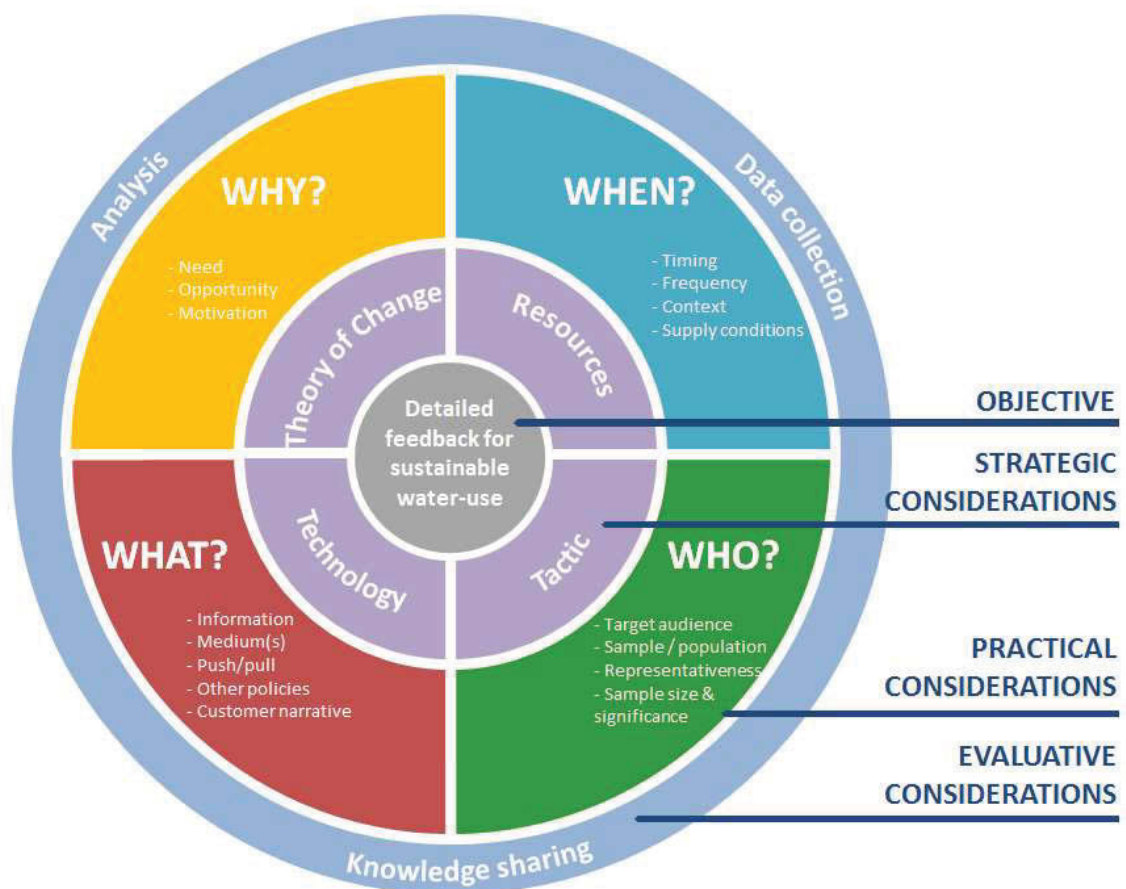 Analysis
Data collection
WHY?
- Need
- Opportunity
- Motivation
WHEN?
- Timing
- Frequency
- Context
- Supply conditions
Theory of Change
Resources
Detailed
feedback for
sustainable
water-use
OBJECTIVE
STRATEGIC
CONSIDERATIONS
Technology
Tactic
WHAT?
- Information
- Medium(s)
- Push/pull
- Other policies
- Customer narrative
WHO?
- Target audience
- Sample / population
- Representativeness
- Sample size &
significance
PRACTICAL
CONSIDERATIONS
EVALUATIVE
CONSIDERATIONS
Knowledge sharing